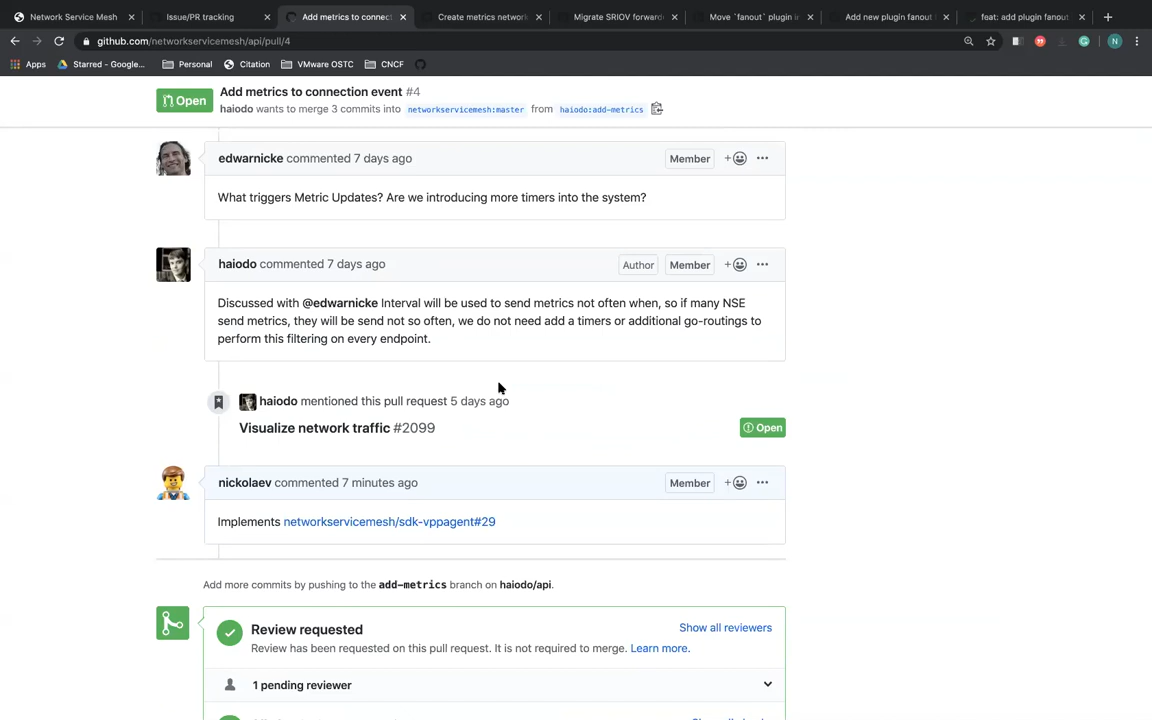 Network Service Mesh
Issue/PR tracking
Add metrics to connect
Create metrics network
Migrate SRIOV forward
Move `fanout` plugin i
Add new plugin fanout
feat: add plugin fanout
github.com/networkservicemesh/api/pull/4
Apps
Starred - Google...
Personal
Citation
VMware OSTC
CNCF
N
Open
Add metrics to connection event #4
haiodo wants to merge 3 commits into networkservicemesh:master from haiodo:add-metrics
edwarnicke commented 7 days ago
Member
What triggers Metric Updates? Are we introducing more timers into the system?
haiodo commented 7 days ago
Author
Member
Discussed with @edwarnicke Interval will be used to send metrics not often when, so if many NSE
send metrics, they will be send not so often, we do not need add a timers or additional go-routings to
perform this filtering on every endpoint.
haiodo mentioned this pull request 5 days ago
Visualize network traffic #2099
Open
nickolaev commented 7 minutes ago
Member
Implements networkservicemesh/sdk-vppagent#29
Add more commits by pushing to the add-metrics branch on haiodo/api.
Review requested
Show all reviewers
Review has been requested on this pull request. It is not required to merge. Learn more.
1 pending reviewer